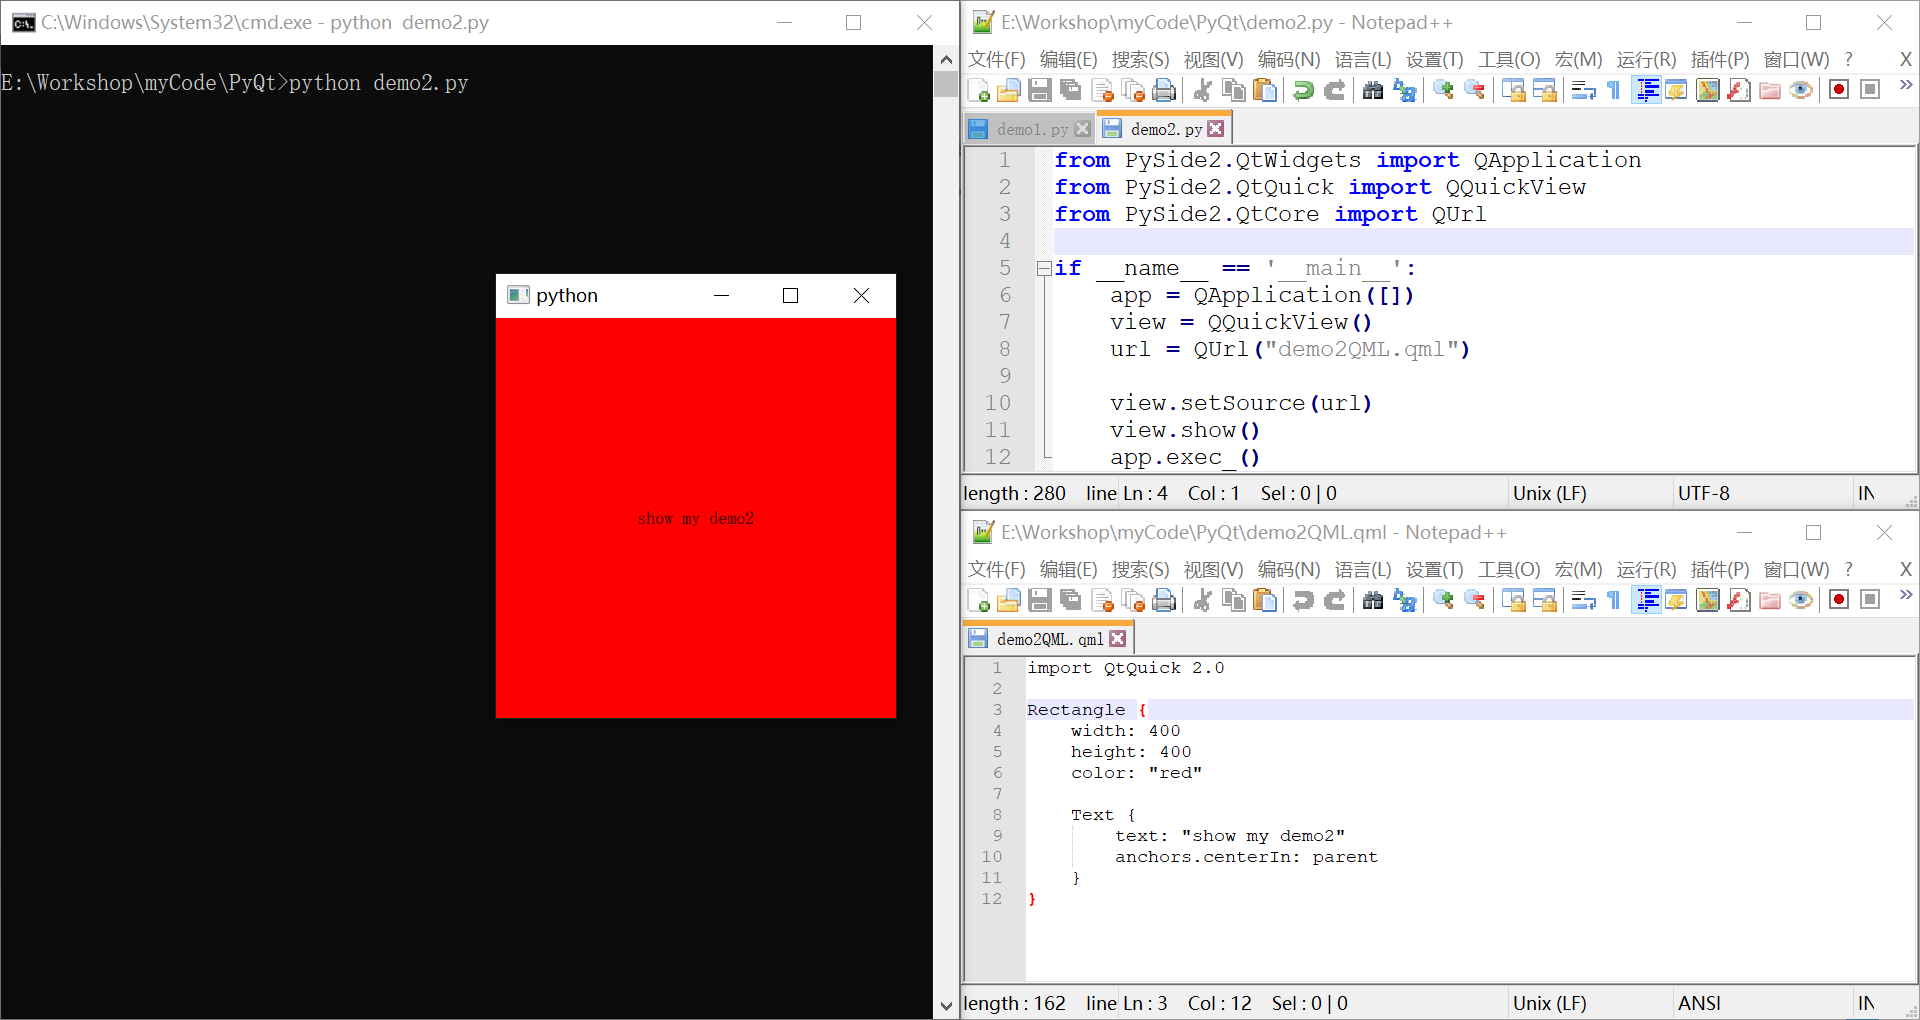 C:\Windows\System32\cmd.exe - python  demo2.py
E:\Workshop\myCode\PyQt>python demo2.py
python
show my demo2
E:\Workshop\myCode\PyQt\demo2.py - Notepad++
文件(F) 编辑(E) 搜索(S) 视图(V) 编码(N) 语言(L) 设置(T) 工具(O) 宏(M) 运行(R) 插件(P) 窗口(W) ? X
demo1.py demo2.py
1 from PySide2.QtWidgets import QApplication
2 from PySide2.QtQuick import QQuickView
3 from PySide2.QtCore import QUrl
4
5 if __name__ == '__main__':
6     app = QApplication([])
7     view = QQuickView()
8     url = QUrl("demo2QML.qml")
9
10     view.setSource(url)
11     view.show()
12     app.exec_()
length : 280 line Ln : 4 Col : 1 Sel : 0 | 0 Unix (LF) UTF-8 IN
E:\Workshop\myCode\PyQt\demo2QML.qml - Notepad++
文件(F) 编辑(E) 搜索(S) 视图(V) 编码(N) 语言(L) 设置(T) 工具(O) 宏(M) 运行(R) 插件(P) 窗口(W) ? X
demo2QML.qml
1 import QtQuick 2.0
2
3 Rectangle {
4     width: 400
5     height: 400
6     color: "red"
7
8     Text {
9         text: "show my demo2"
10         anchors.centerIn: parent
11     }
12 }
length : 162 line Ln : 3 Col : 12 Sel : 0 | 0 Unix (LF) ANSI IN